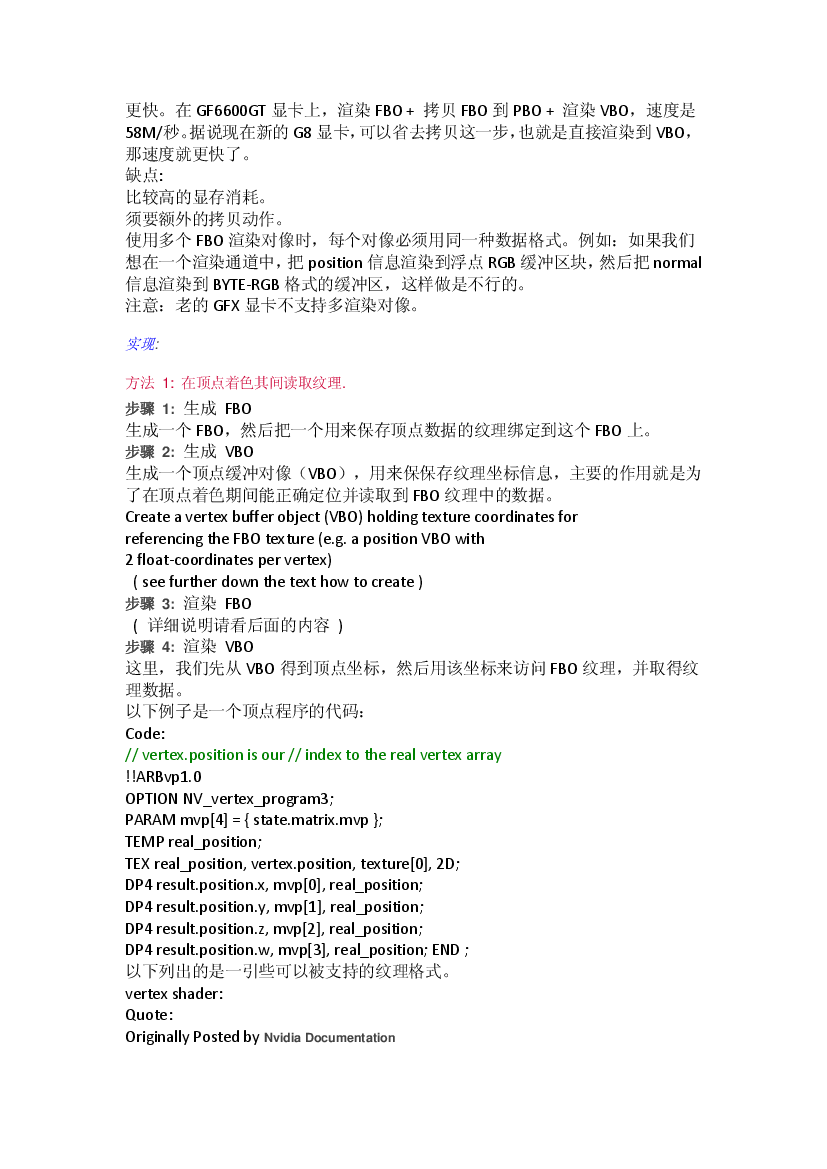 更快。在 GF6600GT 显卡上，渲染 FBO + 拷贝 FBO 到 PBO + 渲染 VBO，速度是
58M/秒。据说现在新的 G8 显卡，可以省去拷贝这一步，也就是直接渲染到 VBO，
那速度就更快了。
缺点:
比较高的显存消耗。
须要额外的拷贝动作。
使用多个 FBO 渲染对像时，每个对像必须用同一种数据格式。例如：如果我们
想在一个渲染通道中，把 position 信息渲染到浮点 RGB 缓冲区块，然后把 normal
信息渲染到 BYTE-RGB 格式的缓冲区，这样做是不行的。
注意：老的 GFX 显卡不支持多渲染对像。
实现:
方法 1: 在顶点着色其间读取纹理.
步骤 1: 生成 FBO
生成一个 FBO，然后把一个用来保存顶点数据的纹理绑定到这个 FBO 上。
步骤 2: 生成 VBO
生成一个顶点缓冲对像（VBO），用来保保存纹理坐标信息，主要的作用就是为
了在顶点着色期间能正确定位并读取到 FBO 纹理中的数据。
Create a vertex buffer object (VBO) holding texture coordinates for
referencing the FBO texture (e.g. a position VBO with
2 float-coordinates per vertex)
( see further down the text how to create )
步骤 3: 渲染 FBO
( 详细说明请看后面的内容 )
步骤 4: 渲染 VBO
这里，我们先从 VBO 得到顶点坐标，然后用该坐标来访问 FBO 纹理，并取得纹
理数据。
以下例子是一个顶点程序的代码：
Code:
// vertex.position is our // index to the real vertex array
!!ARBvp1.0
OPTION NV_vertex_program3;
PARAM mvp[4] = { state.matrix.mvp };
TEMP real_position;
TEX real_position, vertex.position, texture[0], 2D;
DP4 result.position.x, mvp[0], real_position;
DP4 result.position.y, mvp[1], real_position;
DP4 result.position.z, mvp[2], real_position;
DP4 result.position.w, mvp[3], real_position; END ;
以下列出的是一引些可以被支持的纹理格式。
vertex shader:
Quote:
Originally Posted by Nvidia Documentation